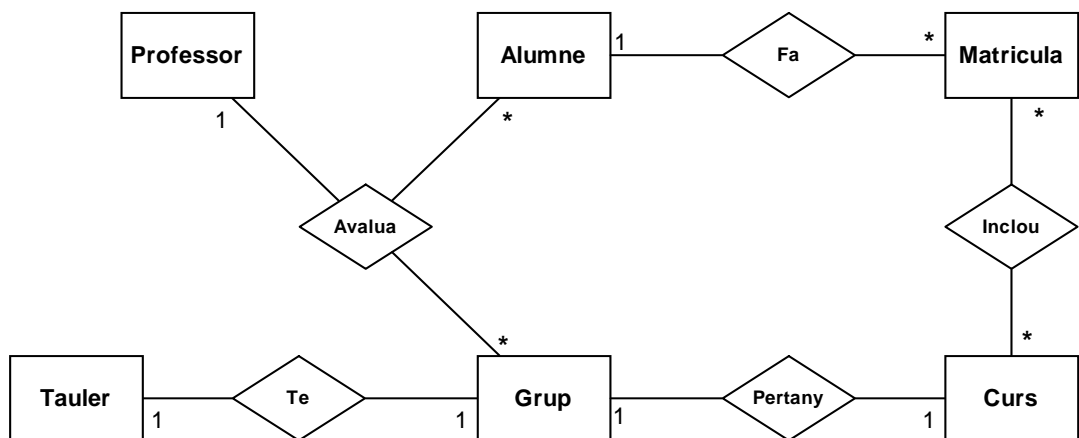 Professor
Alumne
1
Fa
*
Matricula
1
*
*
Avalua
Inclou
*
*
Tauler
1
Te
1
Grup
1
Pertany
1
Curs